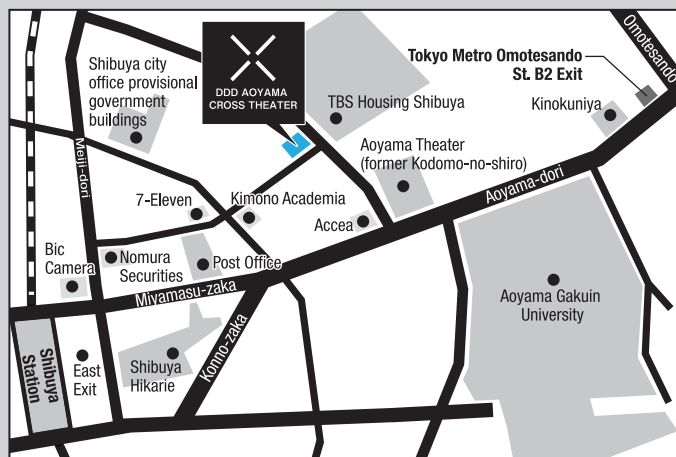 Shibuya city
office provisional
government
buildings
DDD AOYAMA
CROSS THEATER
Tokyo Metro Omotesando
St. B2 Exit
Omotesando
Kinokuniya
TBS Housing Shibuya
Aoyama Theater
(former Kodomo-no-shiro)
Meiji-dori
7-Eleven
Kimono Academia
Accea
Aoyama-dori
Bic
Camera
Nomura
Securities
Post Office
Miyamasu-zaka
Aoyama Gakuin
University
Konno-zaka
Shibuya
Station
East
Exit
Shibuya
Hikarie